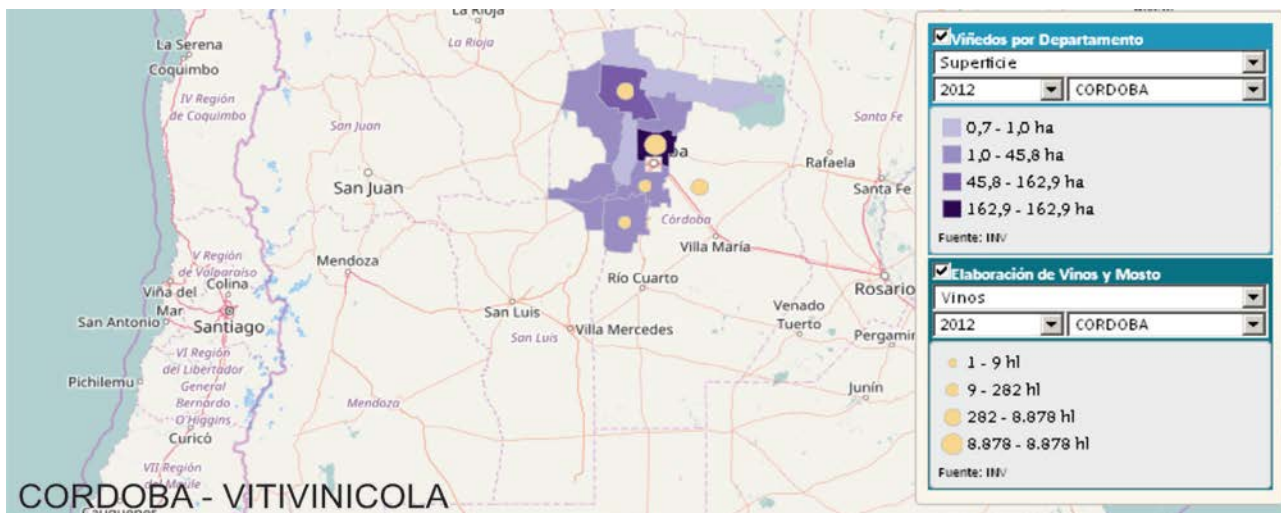 La Rioja
La Serena
Coquimbo
La Rioja
IV Región
de Coquimbo
San Juan
Santa Fe
San Juan
Rafaela
Santa Fe
Córdoba
Villa María
V Región
de Valparaíso
Mendoza
Viña del
Mar
Colina
Río Cuarto
Rosario
San Antonio
Santiago
San Luis
Venado
Tuerto
Villa Mercedes
San Luis
Pergamin
VI Región
del Libertador
General
Bernardo
O'Higgins
Pichilemu
Junín
Mendoza
Curicó
VII Región
del Maule
Cauquenes
CORDOBA - VITIVINICOLA
Viñedos por Departamento
Superficie
2012 CORDOBA
0,7 - 1,0 ha
1,0 - 45,8 ha
45,8 - 162,9 ha
162,9 - 162,9 ha
Fuente: INV
Elaboración de Vinos y Mosto
Vinos
2012 CORDOBA
1 - 9 hl
9 - 282 hl
282 - 8.878 hl
8.878 - 8.878 hl
Fuente: INV